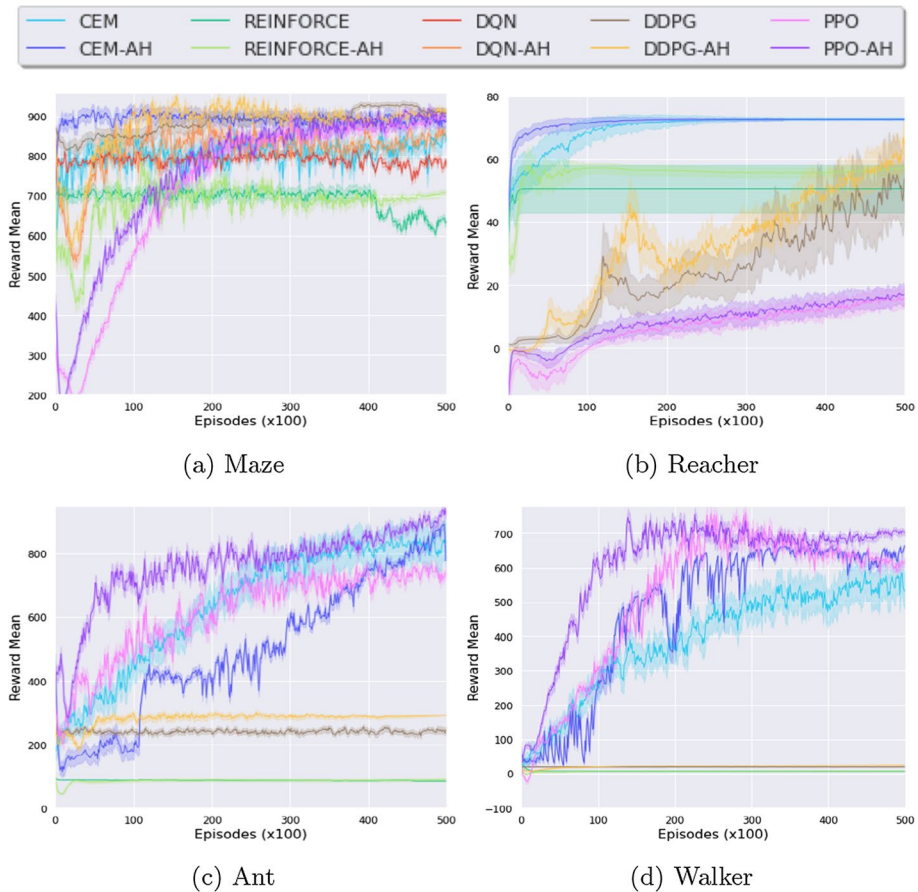 CEM REINFORCE DQN DDPG PPO
CEM-AH REINFORCE-AH DQN-AH DDPG-AH PPO-AH
900
800
700
600
500
400
300
200
Reward Mean
0 100 200 300 400 500
Episodes (x100)
(a) Maze
80
60
40
20
0
Reward Mean
0 100 200 300 400 500
Episodes (x100)
(b) Reacher
800
600
400
200
0
Reward Mean
0 100 200 300 400 500
Episodes (x100)
(c) Ant
700
600
500
400
300
200
100
0
−100
Reward Mean
0 100 200 300 400 500
Episodes (x100)
(d) Walker